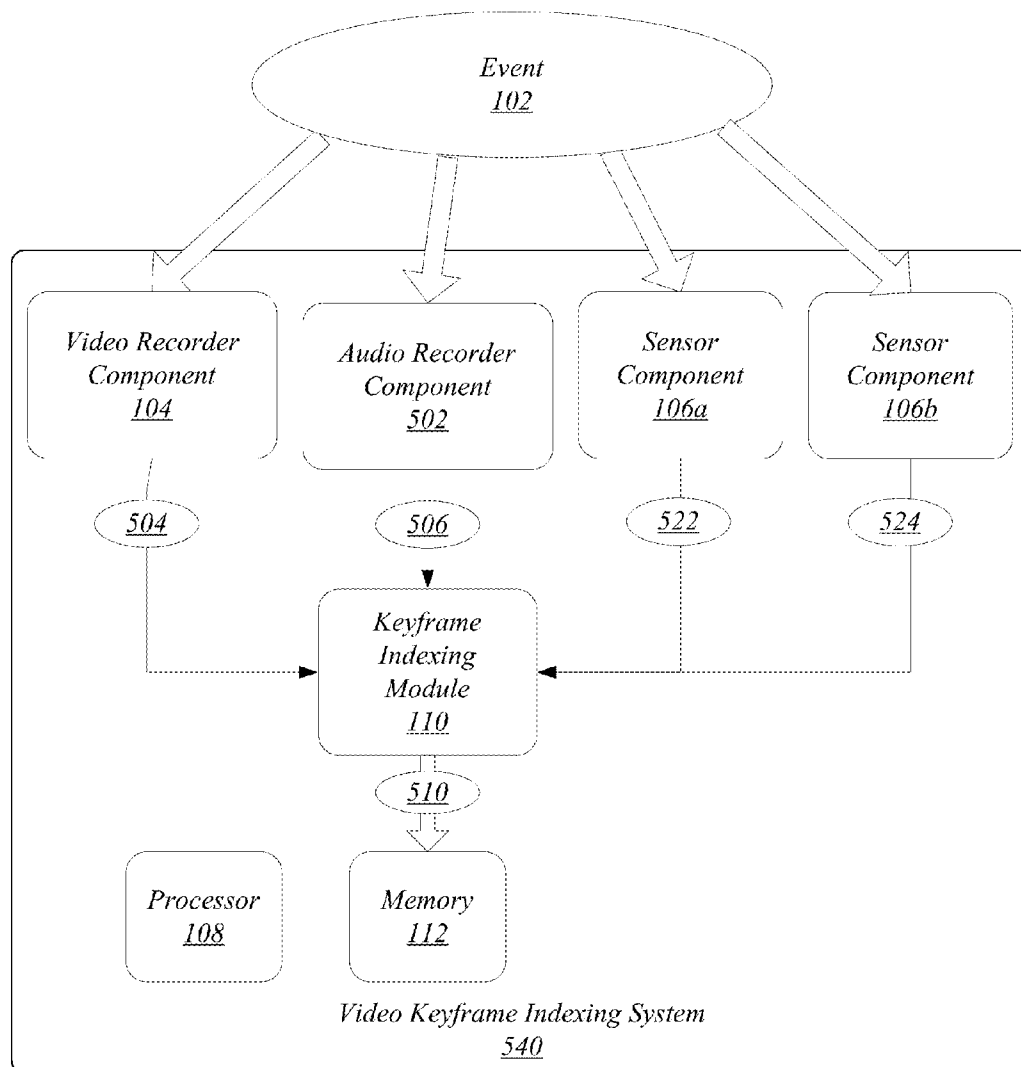 Event
102
Video Recorder
Component
104
Audio Recorder
Component
502
Sensor
Component
106a
Sensor
Component
106b
504
506
522
524
Keyframe
Indexing
Module
110
510
Processor
108
Memory
112
Video Keyframe Indexing System
540